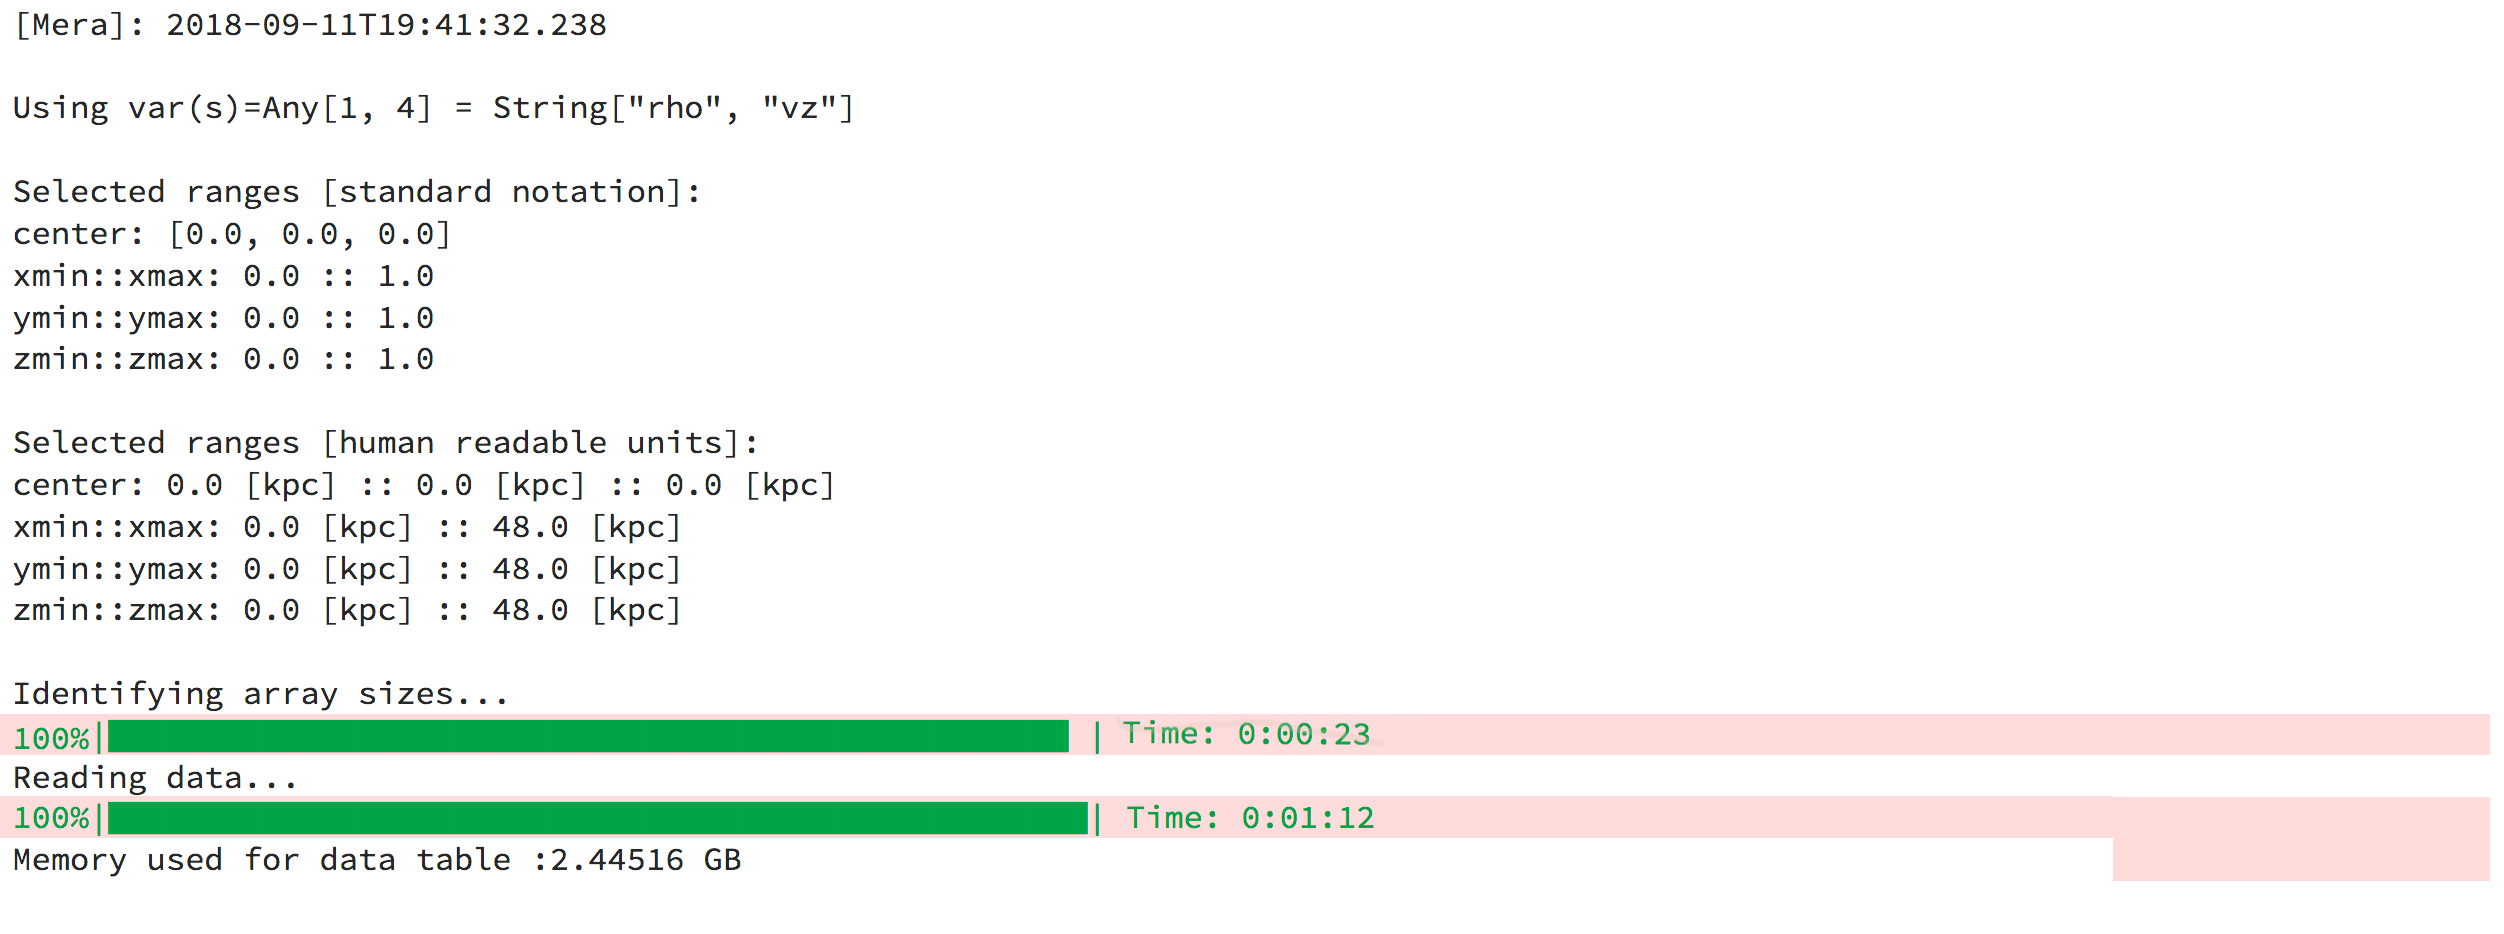 [Mera]: 2018-09-11T19:41:32.238
Using var(s)=Any[1, 4] = String["rho", "vz"]
Selected ranges [standard notation]:
center: [0.0, 0.0, 0.0]
xmin::xmax: 0.0 :: 1.0
ymin::ymax: 0.0 :: 1.0
zmin::zmax: 0.0 :: 1.0
Selected ranges [human readable units]:
center: 0.0 [kpc] :: 0.0 [kpc] :: 0.0 [kpc]
xmin::xmax: 0.0 [kpc] :: 48.0 [kpc]
ymin::ymax: 0.0 [kpc] :: 48.0 [kpc]
zmin::zmax: 0.0 [kpc] :: 48.0 [kpc]
Identifying array sizes...
100%| | Time: 0:00:23
Reading data...
100%| | Time: 0:01:12
Memory used for data table :2.44516 GB